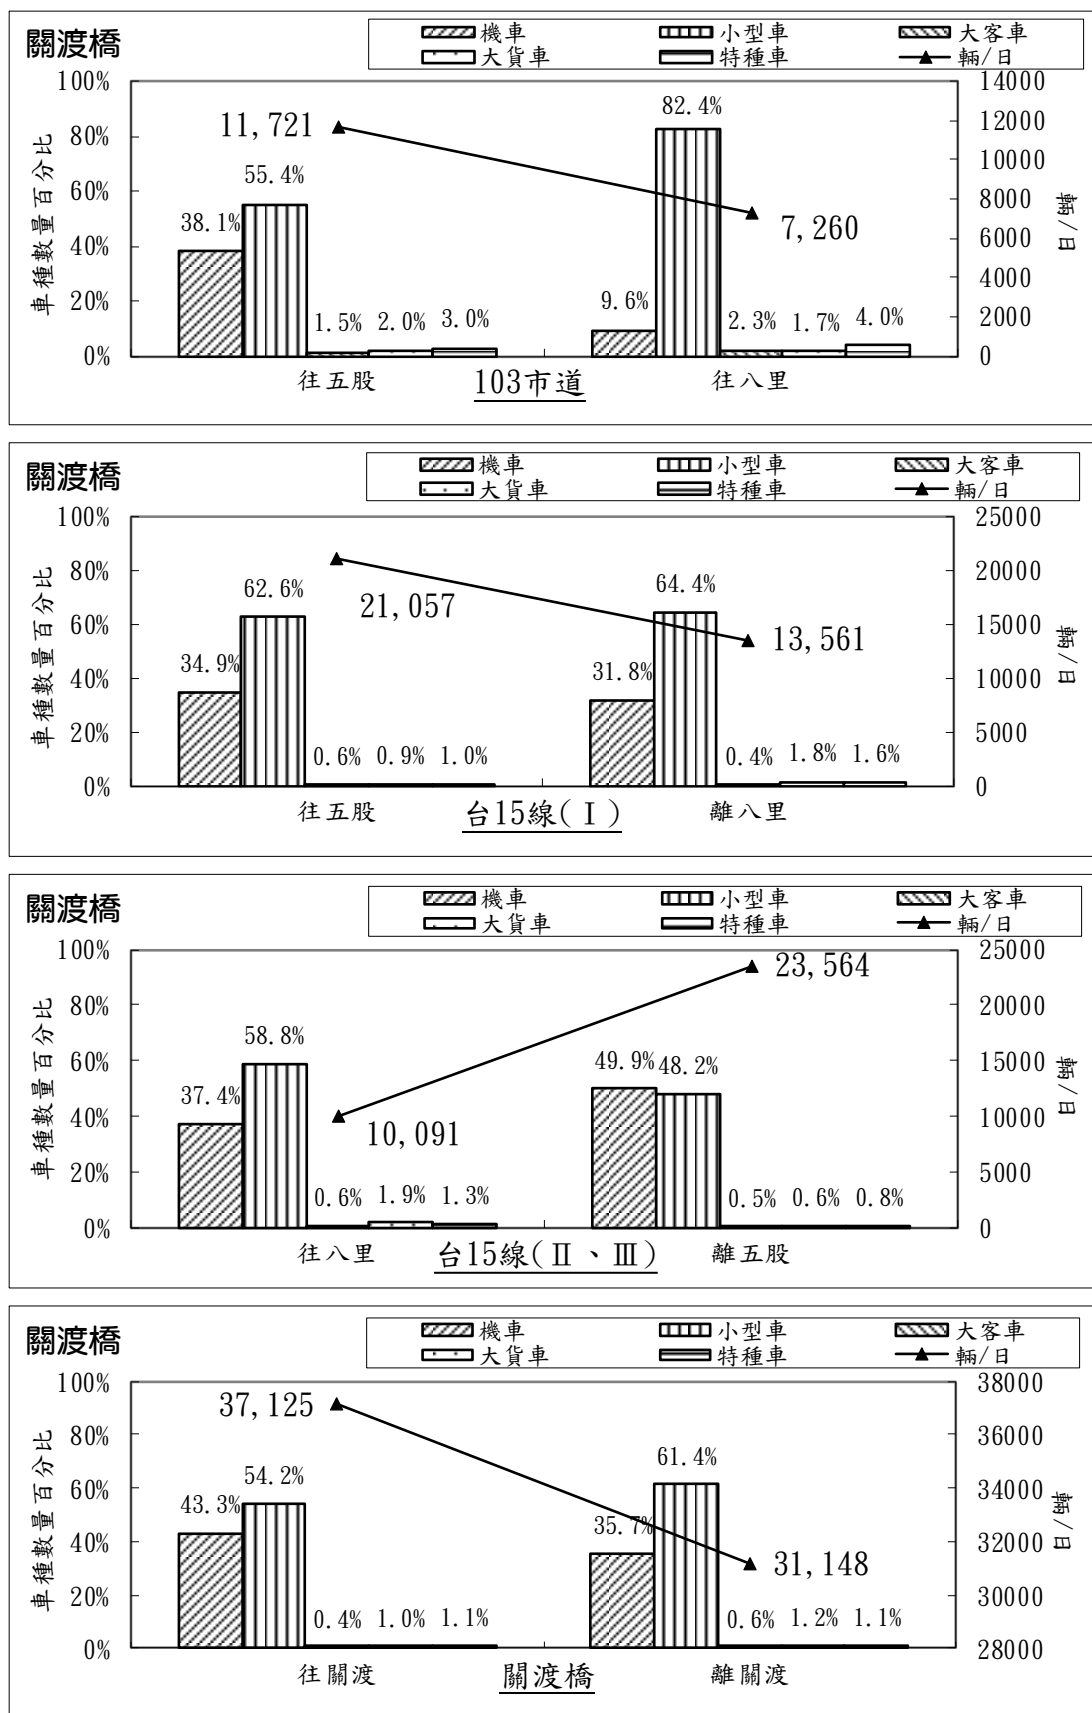 關渡橋
機車 小型車 大客車
大貨車 特種車 輛/日
100% 14000
80% 12000
60% 10000
40% 8000
20% 6000
0% 4000
2000
0
車種數量百分比
輛/日
11,721
7,260
38.1% 55.4% 1.5% 2.0% 3.0%
9.6% 82.4% 2.3% 1.7% 4.0%
往五股 103市道 往八里
關渡橋
機車 小型車 大客車
大貨車 特種車 輛/日
100% 25000
80% 20000
60% 15000
40% 10000
20% 5000
0% 0
車種數量百分比
輛/日
21,057
13,561
34.9% 62.6% 0.6% 0.9% 1.0%
31.8% 64.4% 0.4% 1.8% 1.6%
往五股 台15線(Ⅰ) 離八里
關渡橋
機車 小型車 大客車
大貨車 特種車 輛/日
100% 25000
80% 20000
60% 15000
40% 10000
20% 5000
0% 0
車種數量百分比
輛/日
10,091
23,564
37.4% 58.8% 0.6% 1.9% 1.3%
49.9% 48.2% 0.5% 0.6% 0.8%
往八里 台15線(Ⅱ、Ⅲ) 離五股
關渡橋
機車 小型車 大客車
大貨車 特種車 輛/日
100% 38000
80% 36000
60% 34000
40% 32000
20% 30000
0% 28000
車種數量百分比
輛/日
37,125
31,148
43.3% 54.2% 0.4% 1.0% 1.1%
35.7% 61.4% 0.6% 1.2% 1.1%
往關渡 關渡橋 離關渡